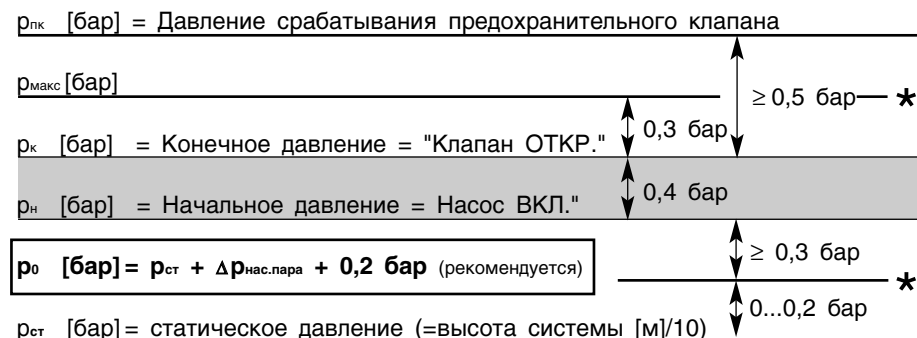 pпк [бар] = Давление срабатывания предохранительного клапана
pмакс [бар]
≥ 0,5 бар *
pк [бар] = Конечное давление = "Клапан ОТКР."
0,3 бар
pн [бар] = Начальное давление = Насос ВКЛ."
0,4 бар
p0 [бар] = pст + Δpнас.пара + 0,2 бар (рекомендуется)
≥ 0,3 бар
*
pст [бар] = статическое давление (=высота системы [м]/10)
0...0,2 бар